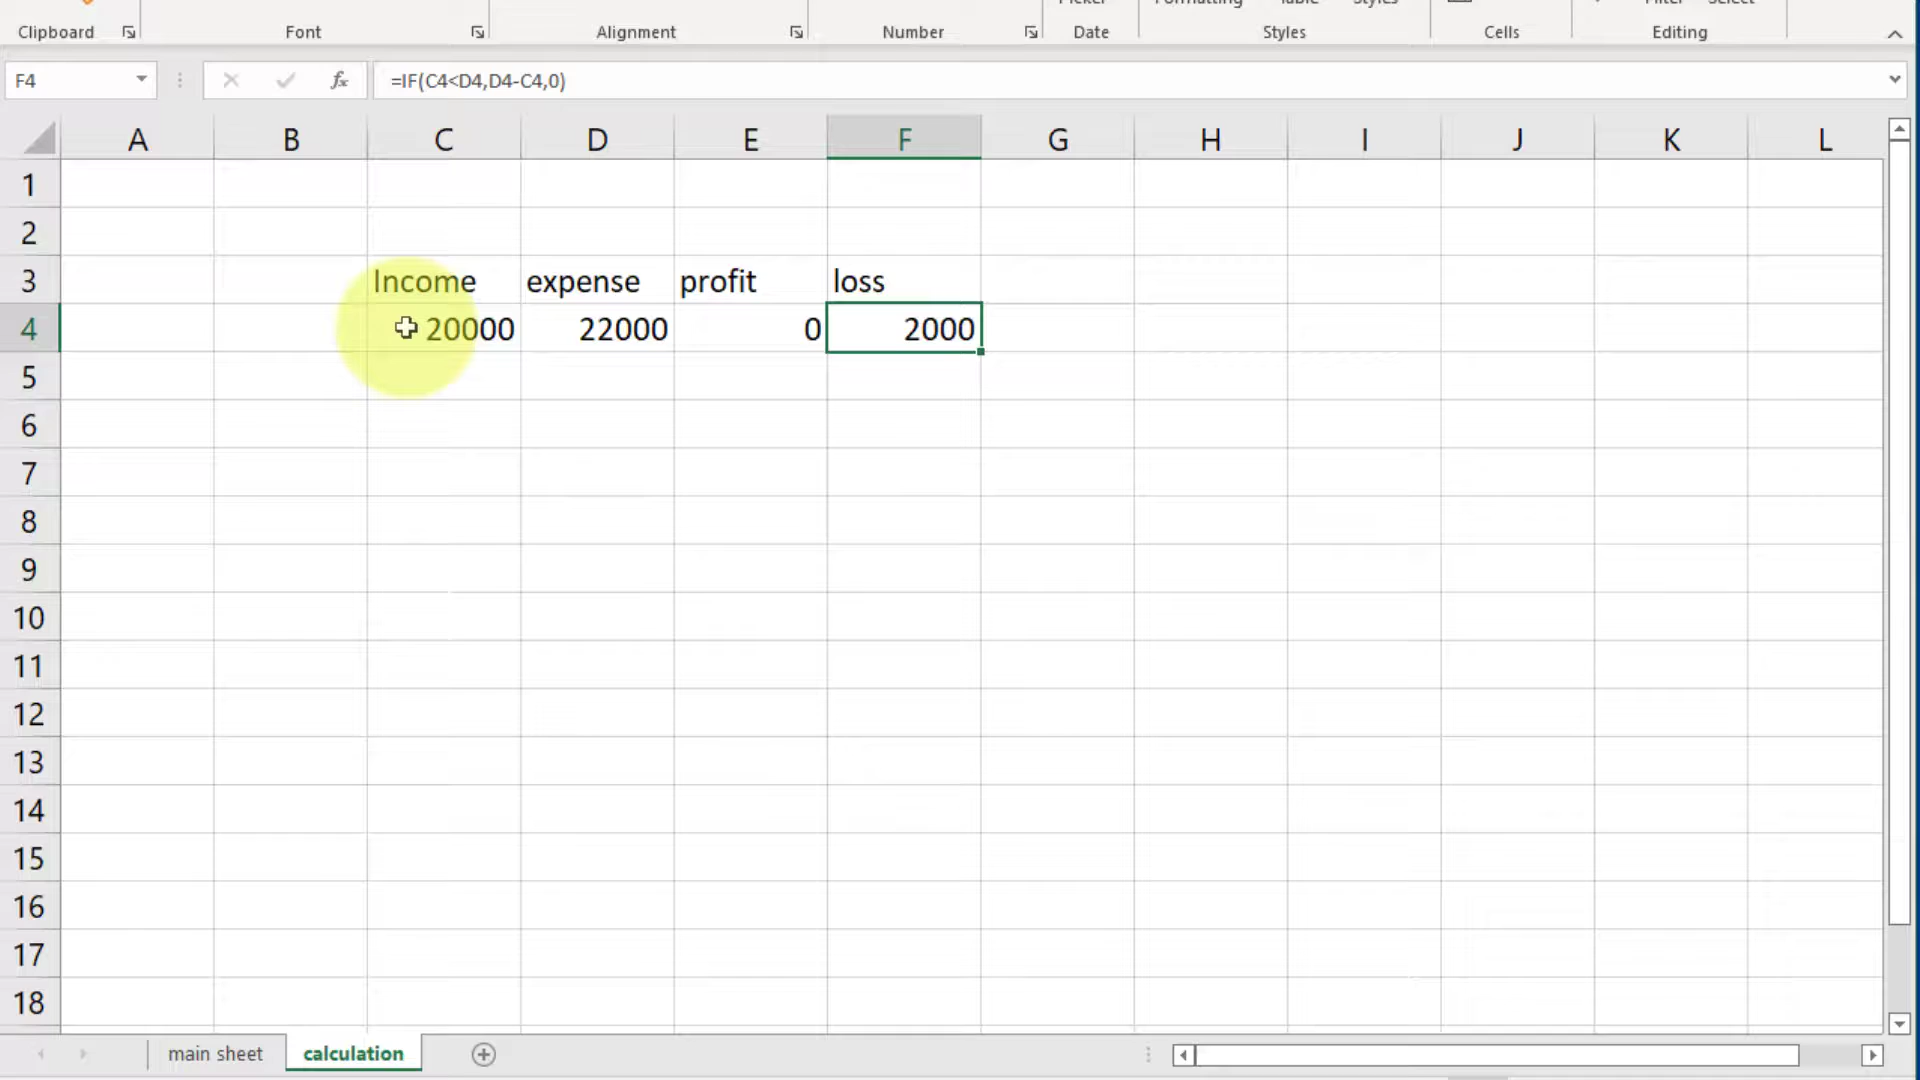 Clipboard Font Alignment Number Date Styles Cells Editing
F4 fx =IF(C4<D4,D4-C4,0)
A B C D E F G H I J K L
1
2
3 Income expense profit loss
4 20000 22000 0 2000
5
6
7
8
9
10
11
12
13
14
15
16
17
18
main sheet calculation